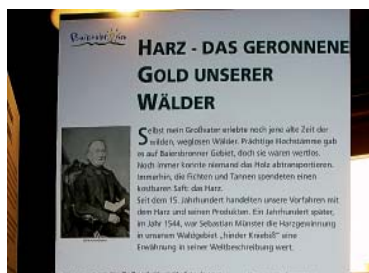 Baiersbronn
HARZ - DAS GERONNENE
GOLD UNSERER
WÄLDER
Selbst mein Großvater erlebte noch jene alte Zeit der
wilden, weglosen Wälder. Prächtige Hochstämme gab
es auf Baiersbronner Gebiet, doch sie waren wertlos.
Noch immer konnte niemand das Holz abtransportieren.
Immerhin, die Fichten und Tannen spendeten einen
kostbaren Saft: das Harz.
Seit dem 15. Jahrhundert handelten unsere Vorfahren mit
dem Harz und seinen Produkten. Ein Jahrhundert später,
im Jahr 1544, war Sebastian Münster die Harzgewinnung
in unserem Waldgebiet „hinder Kniebiß" eine
Erwähnung in seiner Weltbeschreibung wert.